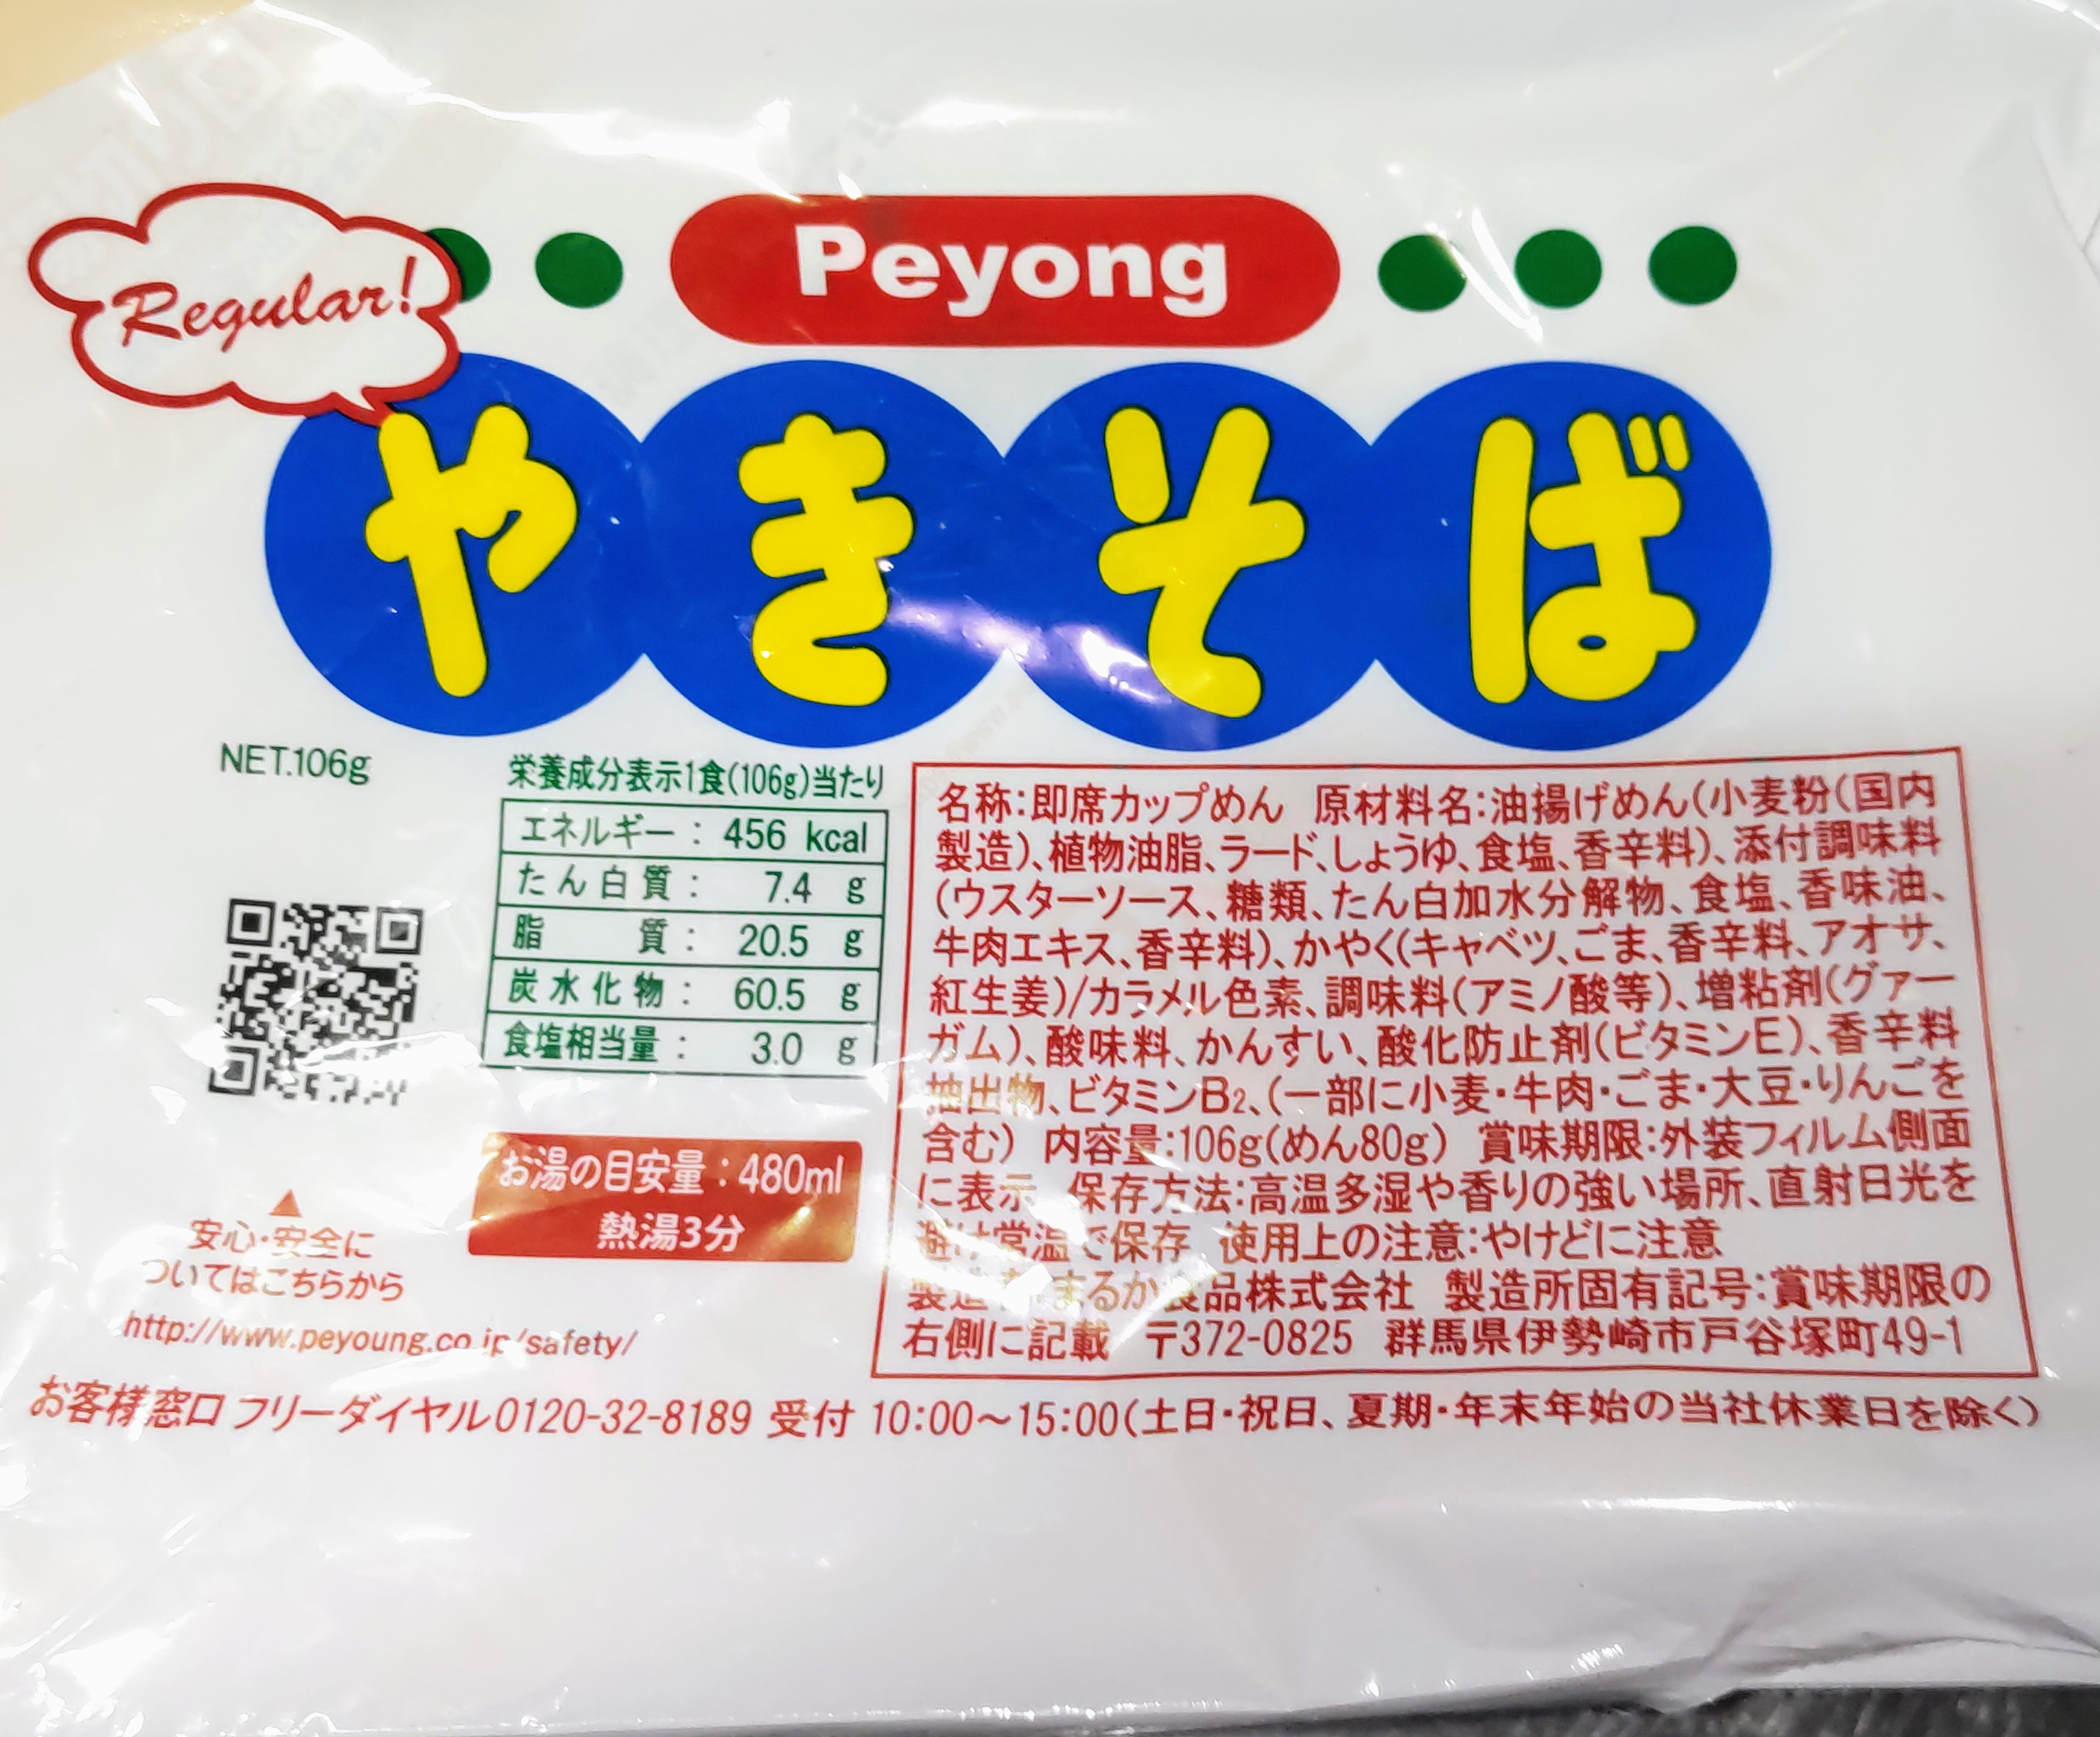 Regular!
Peyong
やきそば
NET.106g
栄養成分表示1食(106g)当たり
エネルギー: 456 kcal
たん白質: 7.4 g
脂質: 20.5 g
炭水化物: 60.5 g
食塩相当量: 3.0 g
お湯の目安量:480ml
熱湯3分
安心・安全に
ついてはこちらから
http://www.peyoung.co.jp/safety/
名称:即席カップめん 原材料名:油揚げめん(小麦粉(国内
製造)、植物油脂、ラード、しょうゆ、食塩、香辛料)、添付調味料
(ウスターソース、糖類、たん白加水分解物、食塩、香味油、
牛肉エキス、香辛料)、かやく(キャベツ、ごま、香辛料、アオサ、
紅生姜)/カラメル色素、調味料(アミノ酸等)、増粘剤(グァー
ガム)、酸味料、かんすい、酸化防止剤(ビタミンE)、香辛料
抽出物、ビタミンB2、(一部に小麦・牛肉・ごま・大豆・りんごを
含む) 内容量:106g(めん80g) 賞味期限:外装フィルム側面
に表示 保存方法:高温多湿や香りの強い場所、直射日光を
避け常温で保存 使用上の注意:やけどに注意
まるか食品株式会社 製造所固有記号:賞味期限の
右側に記載 〒372-0825 群馬県伊勢崎市戸谷塚町49-1
お客様窓口 フリーダイヤル0120-32-8189 受付 10:00～15:00(土日・祝日、夏期・年末年始の当社休業日を除く)